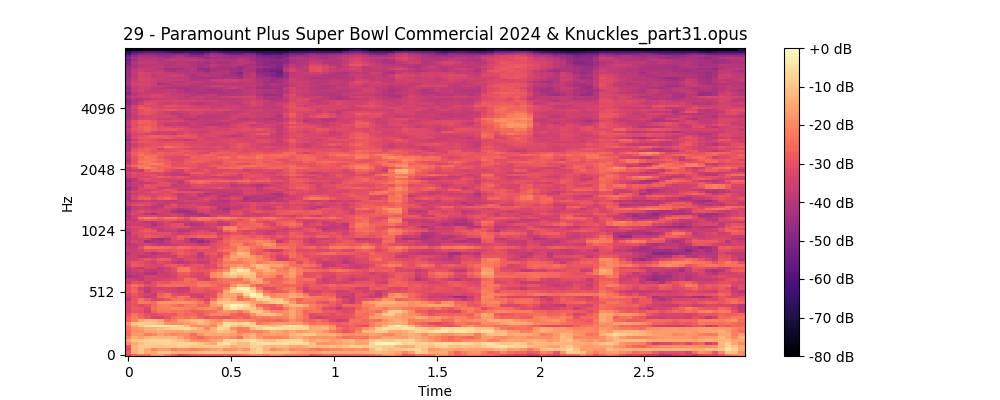 29 - Paramount Plus Super Bowl Commercial 2024 & Knuckles_part31.opus
+0 dB
4096
-10 dB
-20 dB
2048
-30 dB
Hz
-40 dB
1024
-50 dB
512
-60 dB
-70 dB
0
-80 dB
0 0.5 1 1.5 2 2.5
Time